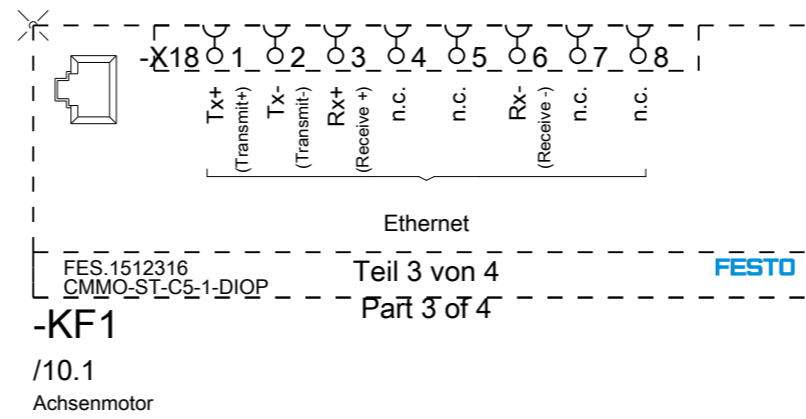 -X18 1 2 3 4 5 6 7 8
Tx+ (Transmit+) Tx- (Transmit-) Rx+ (Receive +) n.c. n.c. Rx- (Receive -) n.c. n.c.
Ethernet
FES.1512316
CMMO-ST-C5-1-DIOP
Teil 3 von 4
Part 3 of 4
FESTO
-KF1
/10.1
Achsenmotor